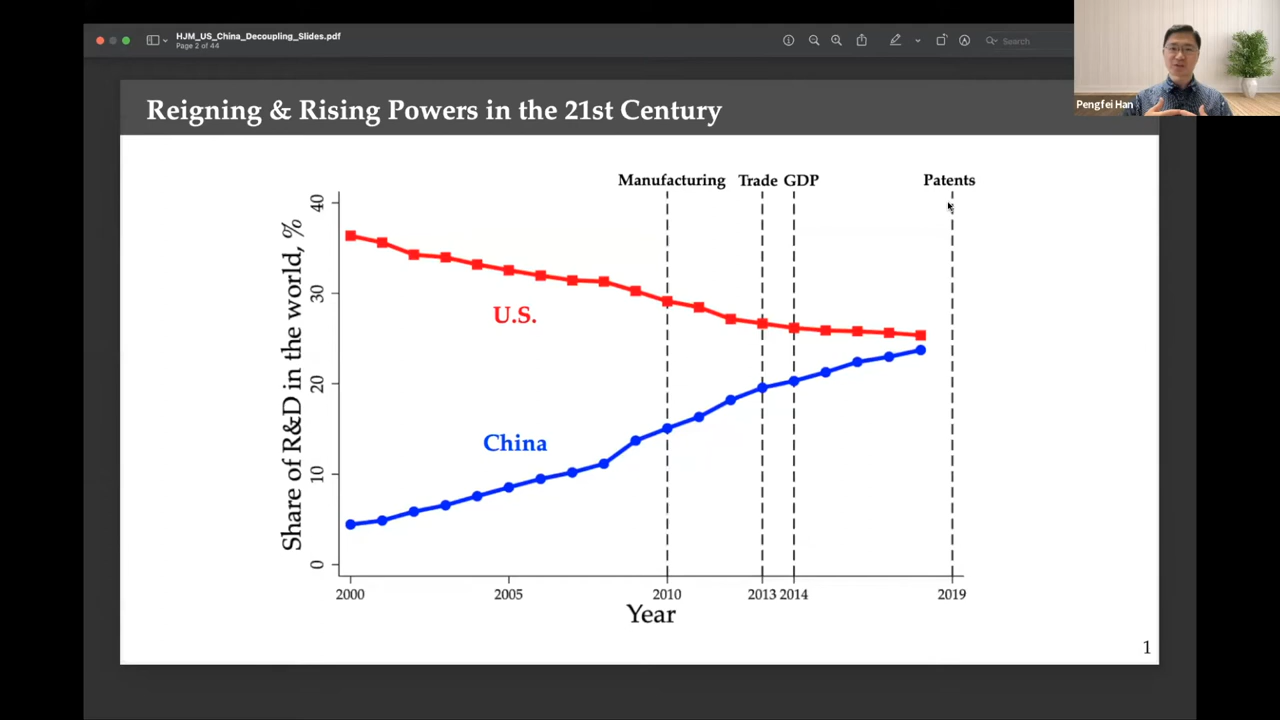 HJM_US_China_Decoupling_Slides.pdf
Page 2 of 44
Search
Pengfei Han
Reigning & Rising Powers in the 21st Century
Manufacturing Trade GDP Patents
Share of R&D in the world, %
40
30
20
10
0
U.S.
China
2000 2005 2010 2013 2014 2019
Year
1